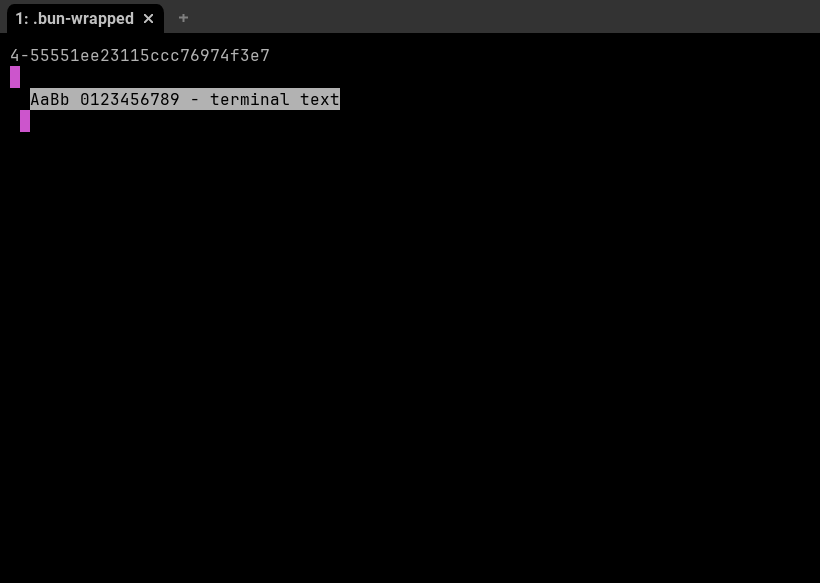 1: .bun-wrapped × +
4-55551ee23115ccc76974f3e7
AaBb 0123456789 - terminal text